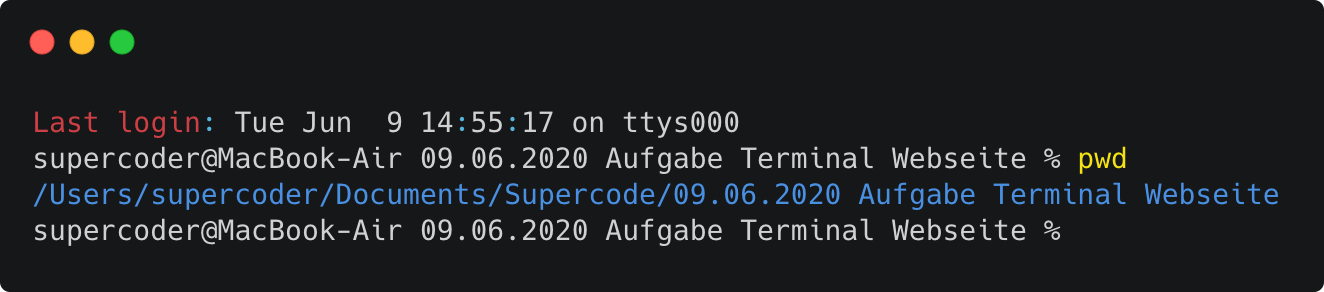 Last login: Tue Jun  9 14:55:17 on ttys000
supercoder@MacBook-Air 09.06.2020 Aufgabe Terminal Webseite % pwd
/Users/supercoder/Documents/Supercode/09.06.2020 Aufgabe Terminal Webseite
supercoder@MacBook-Air 09.06.2020 Aufgabe Terminal Webseite %